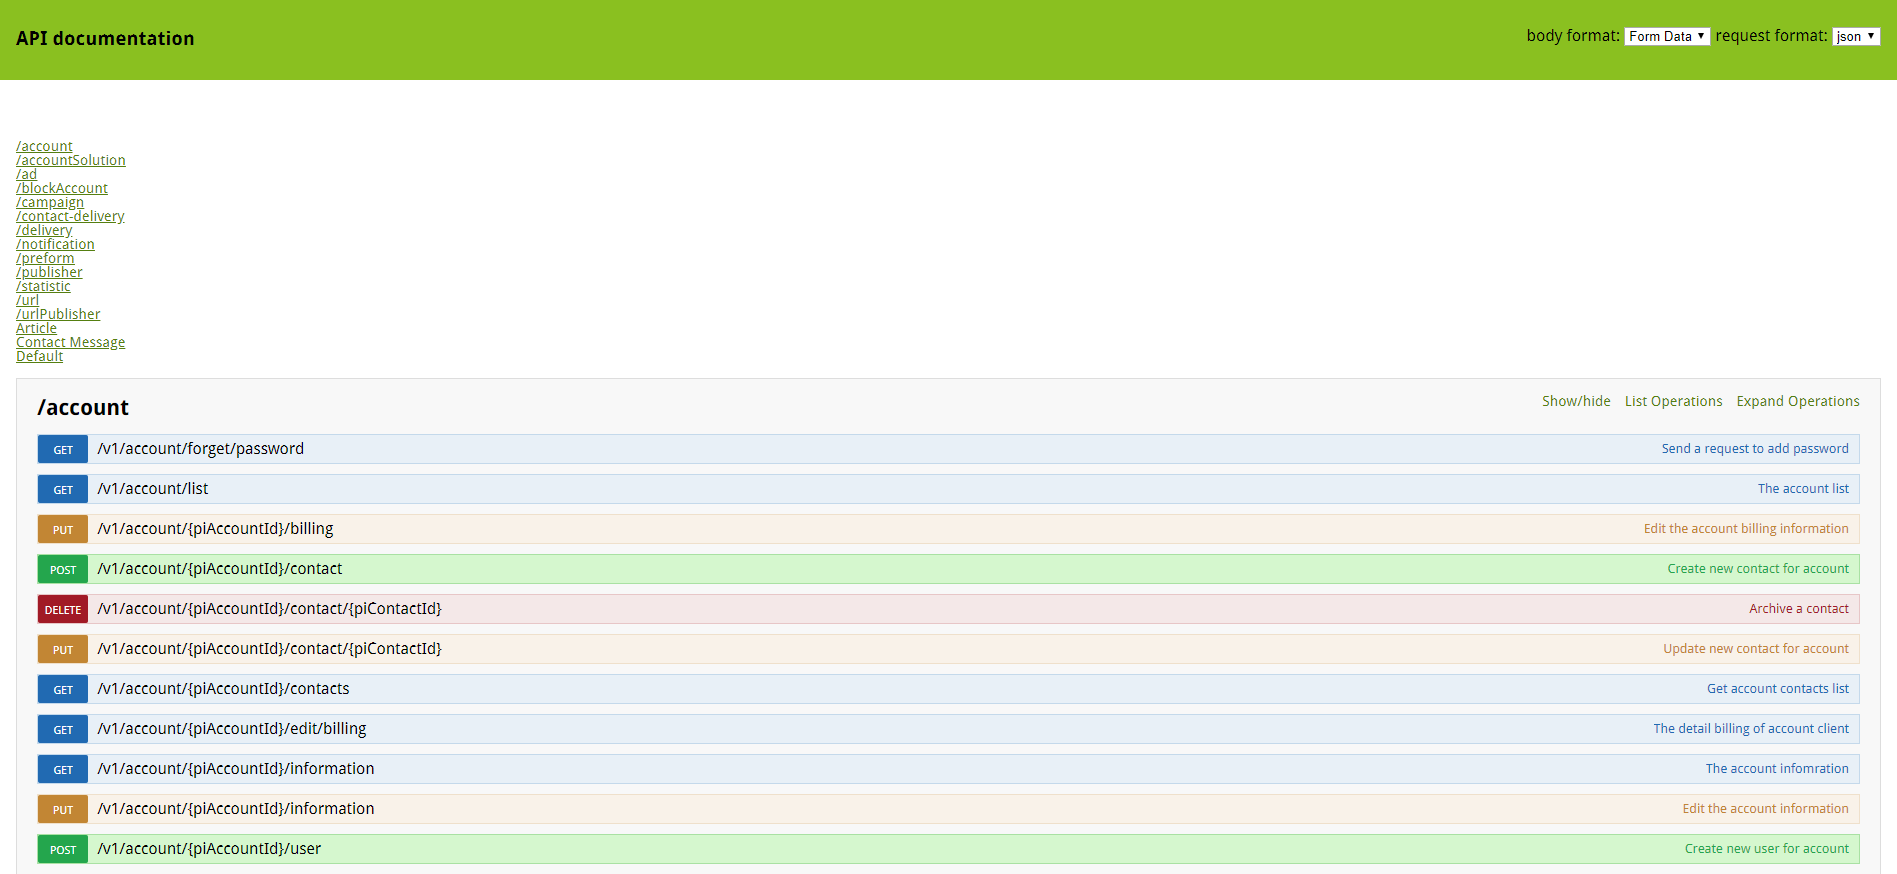 API documentation
body format: Form Data request format: json
/account
/accountSolution
/ad
/blockAccount
/campaign
/contact-delivery
/delivery
/notification
/preform
/publisher
/statistic
/url
/urlPublisher
Article
Contact Message
Default
/account
Show/hide List Operations Expand Operations
GET /v1/account/forget/password Send a request to add password
GET /v1/account/list The account list
PUT /v1/account/{piAccountId}/billing Edit the account billing information
POST /v1/account/{piAccountId}/contact Create new contact for account
DELETE /v1/account/{piAccountId}/contact/{piContactId} Archive a contact
PUT /v1/account/{piAccountId}/contact/{piContactId} Update new contact for account
GET /v1/account/{piAccountId}/contacts Get account contacts list
GET /v1/account/{piAccountId}/edit/billing The detail billing of account client
GET /v1/account/{piAccountId}/information The account infomration
PUT /v1/account/{piAccountId}/information Edit the account information
POST /v1/account/{piAccountId}/user Create new user for account